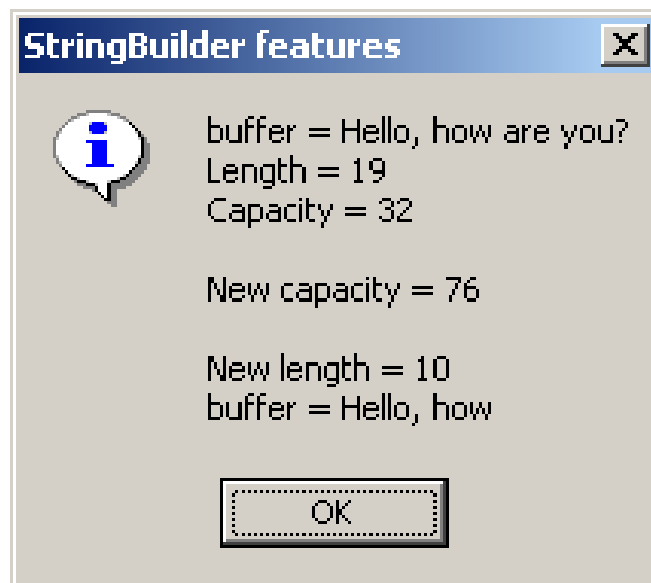 StringBuilder features
buffer = Hello, how are you?
Length = 19
Capacity = 32
New capacity = 76
New length = 10
buffer = Hello, how
OK